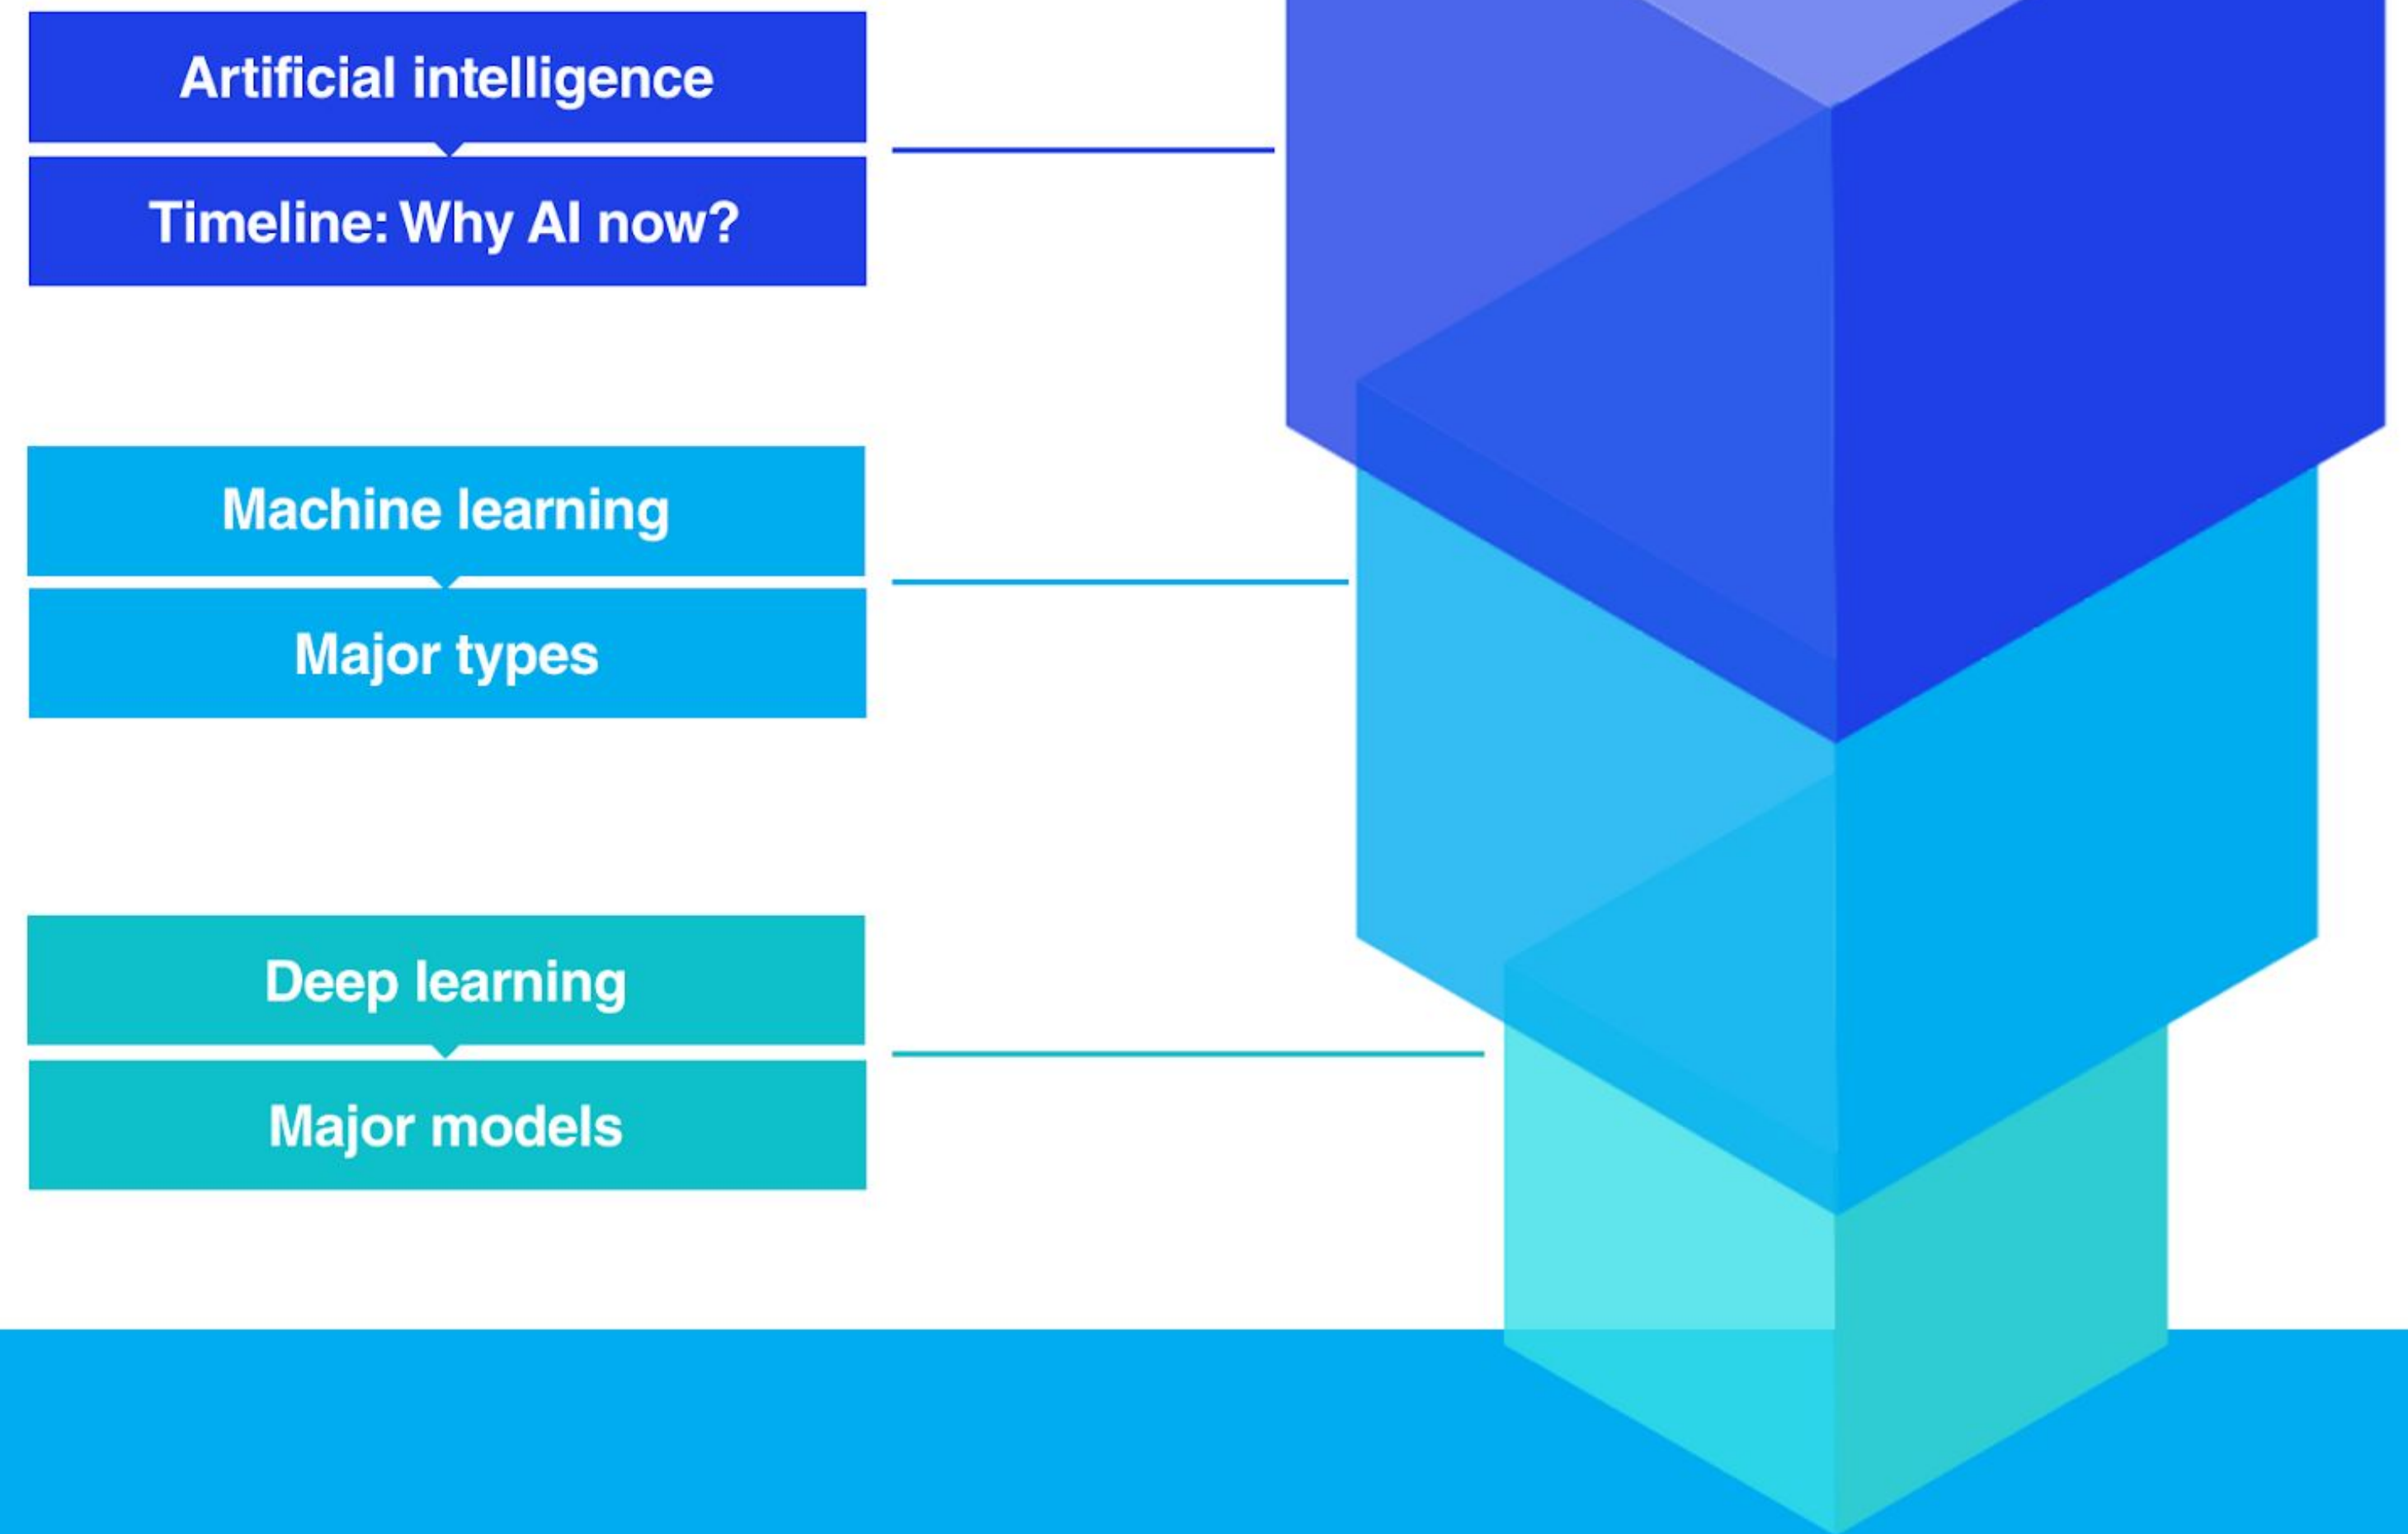 Artificial intelligence
Timeline: Why AI now?
Machine learning
Major types
Deep learning
Major models